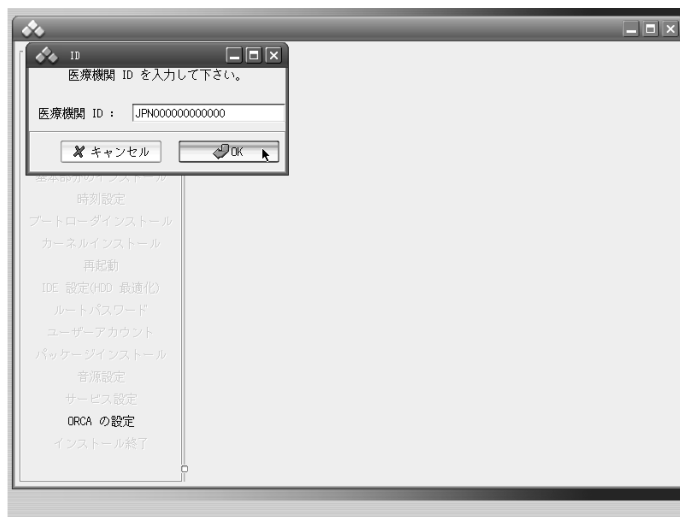 ID
医療機関 ID を入力して下さい。
医療機関 ID :
JPN000000000000
キャンセル
OK
基本部分のインストール
時刻設定
ブートローダインストール
カーネルインストール
再起動
IDE 設定(HDD 最適化)
ルートパスワード
ユーザーアカウント
パッケージインストール
音源設定
サービス設定
ORCA の設定
インストール終了